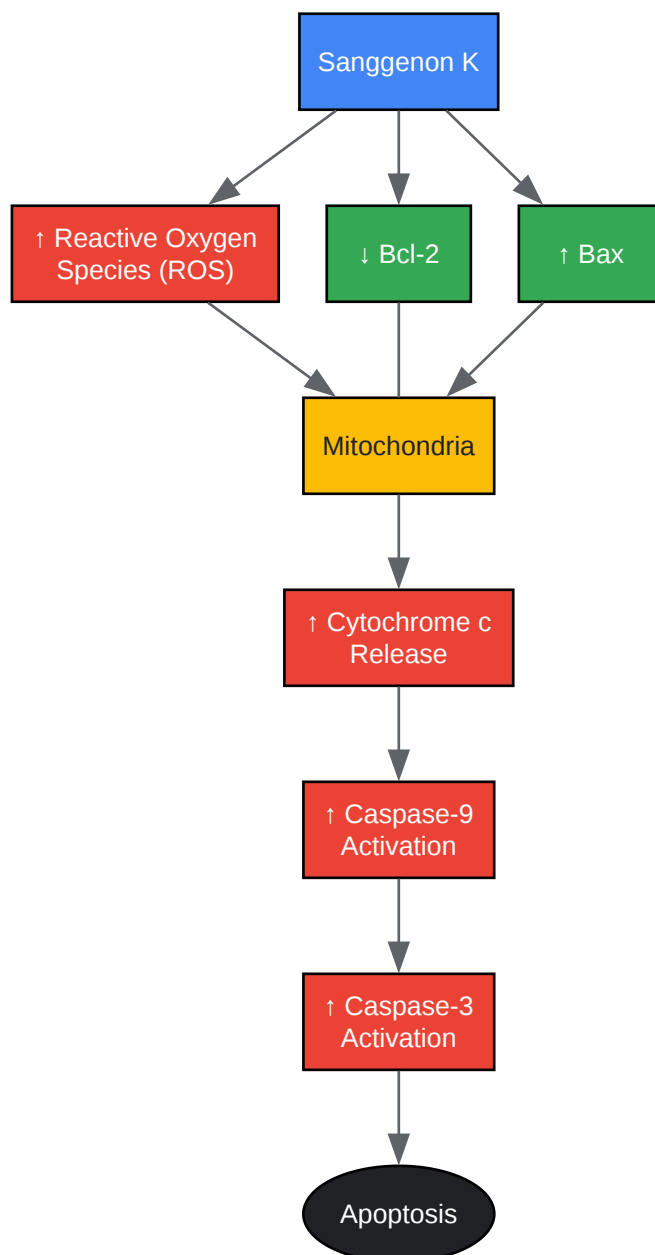 Sanggenon K
↑ Reactive Oxygen
Species (ROS)
↓ Bcl-2
↑ Bax
Mitochondria
↑ Cytochrome c
Release
↑ Caspase-9
Activation
↑ Caspase-3
Activation
Apoptosis